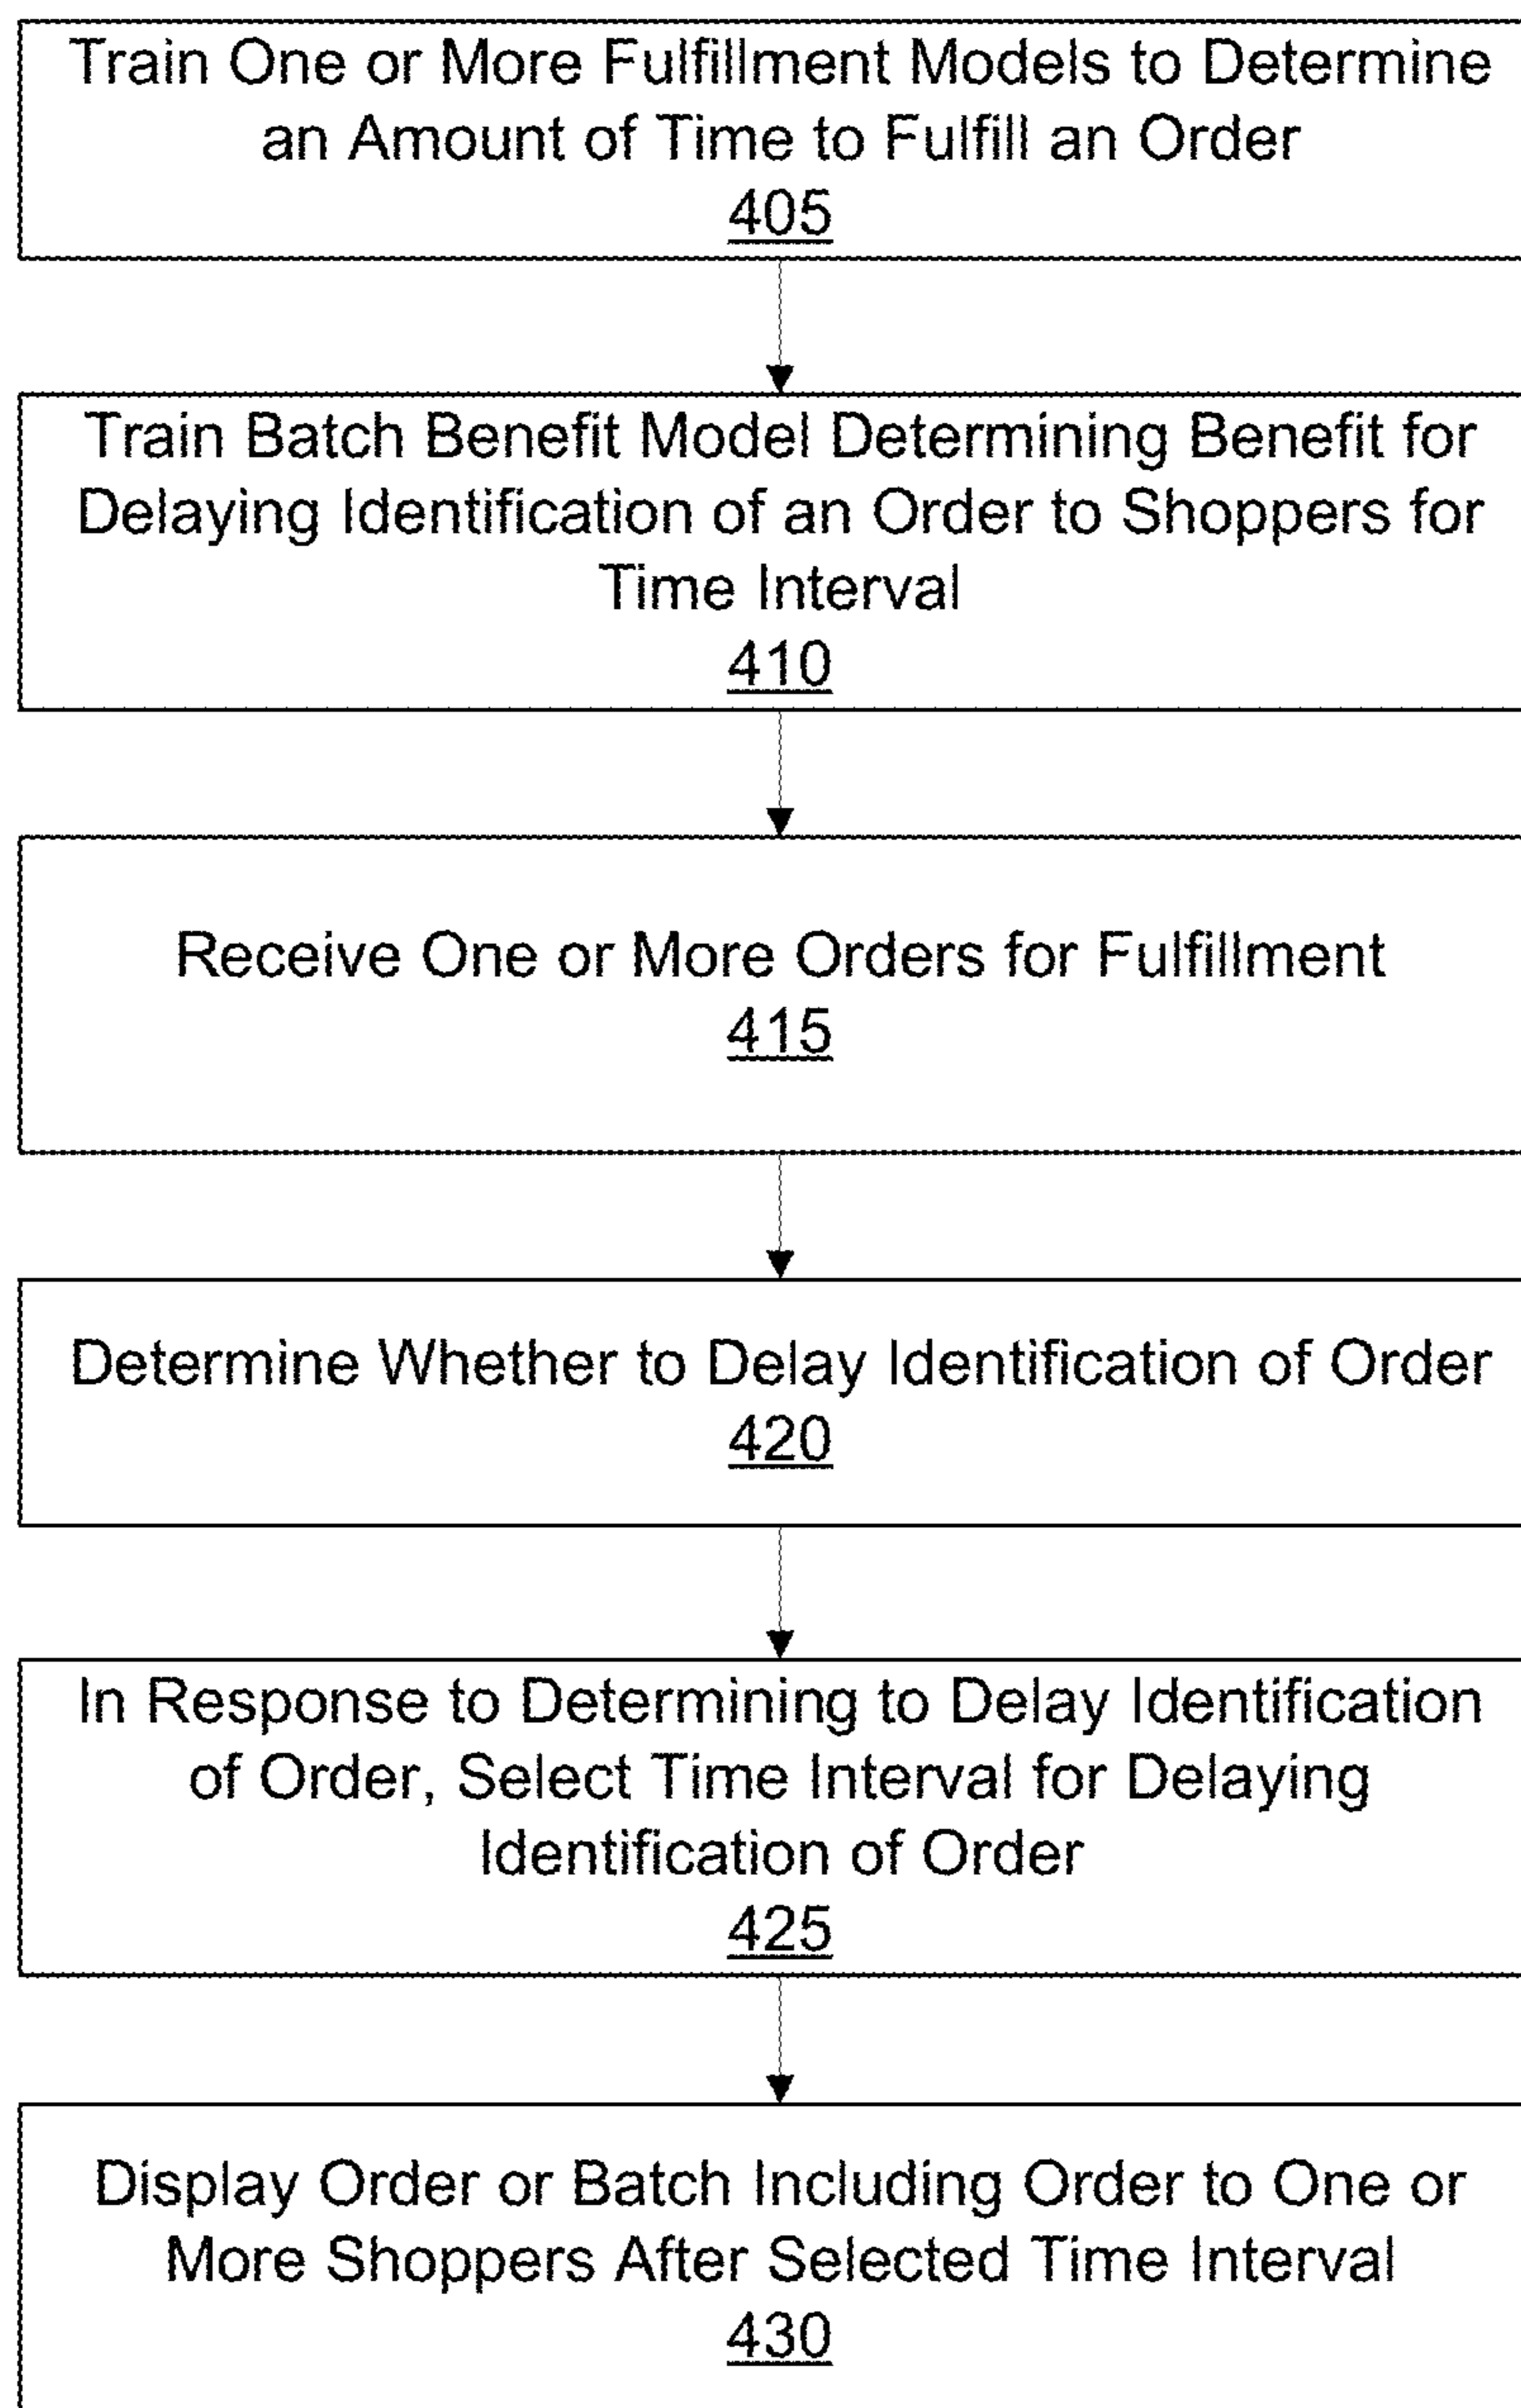 Train One or More Fulfillment Models to Determine
an Amount of Time to Fulfill an Order
405
Train Batch Benefit Model Determining Benefit for
Delaying Identification of an Order to Shoppers for
Time Interval
410
Receive One or More Orders for Fulfillment
415
Determine Whether to Delay Identification of Order
420
In Response to Determining to Delay Identification
of Order, Select Time Interval for Delaying
Identification of Order
425
Display Order or Batch Including Order to One or
More Shoppers After Selected Time Interval
430